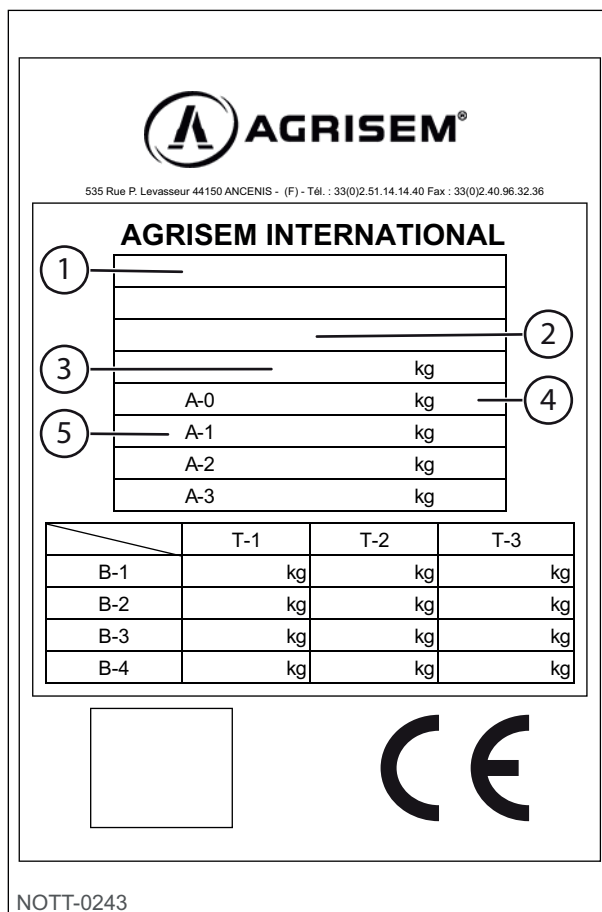 AGRISEM®
535 Rue P. Levasseur 44150 ANCENIS - (F) - Tél. : 33(0)2.51.14.14.40 Fax : 33(0)2.40.96.32.36
AGRISEM INTERNATIONAL
1
2
3 kg
A-0 kg 4
5 A-1 kg
A-2 kg
A-3 kg
T-1 T-2 T-3
B-1 kg kg kg
B-2 kg kg kg
B-3 kg kg kg
B-4 kg kg kg
CE
NOTT-0243